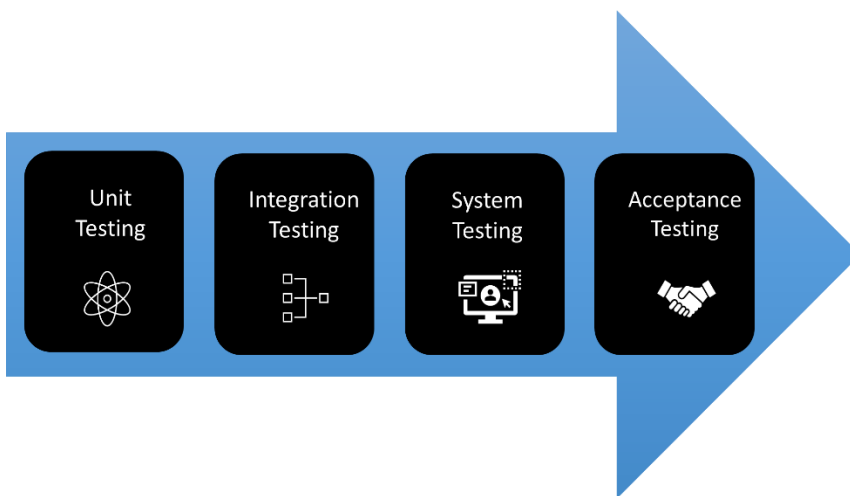 Unit
Testing
Integration
Testing
System
Testing
Acceptance
Testing